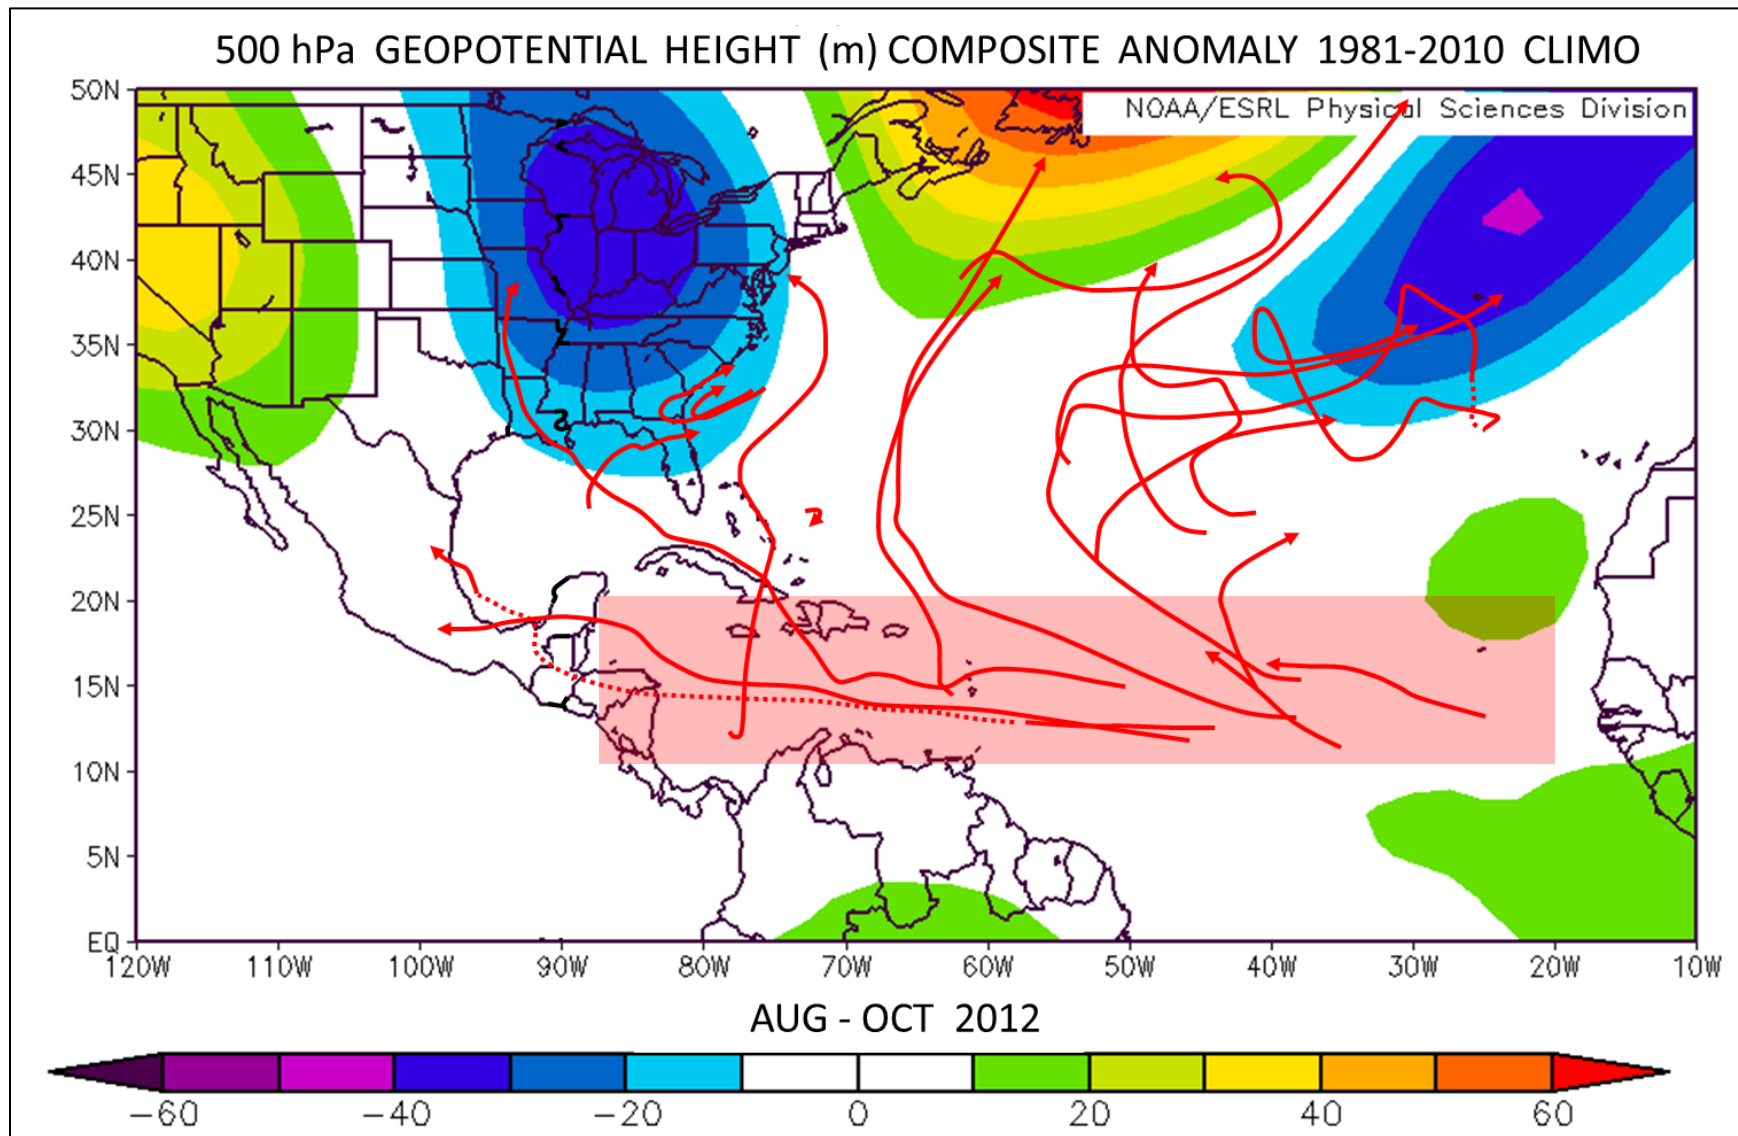 500 hPa GEOPOTENTIAL HEIGHT (m) COMPOSITE ANOMALY 1981-2010 CLIMO
NOAA/ESRL Physical Sciences Division
50N
45N
40N
35N
30N
25N
20N
15N
10N
5N
EQ
120W 110W 100W 90W 80W 70W 60W 50W 40W 30W 20W 10W
AUG - OCT 2012
-60 -40 -20 0 20 40 60